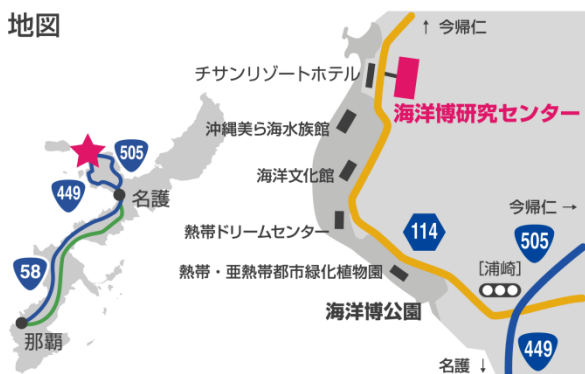 地図
↑ 今帰仁
チサンリゾートホテル
海洋博研究センター
沖縄美ら海水族館
海洋文化館
熱帯ドリームセンター
熱帯・亜熱帯都市緑化植物園
海洋博公園
114
今帰仁 →
505
[浦崎]
449
名護 ↓
505
449
名護
58
那覇